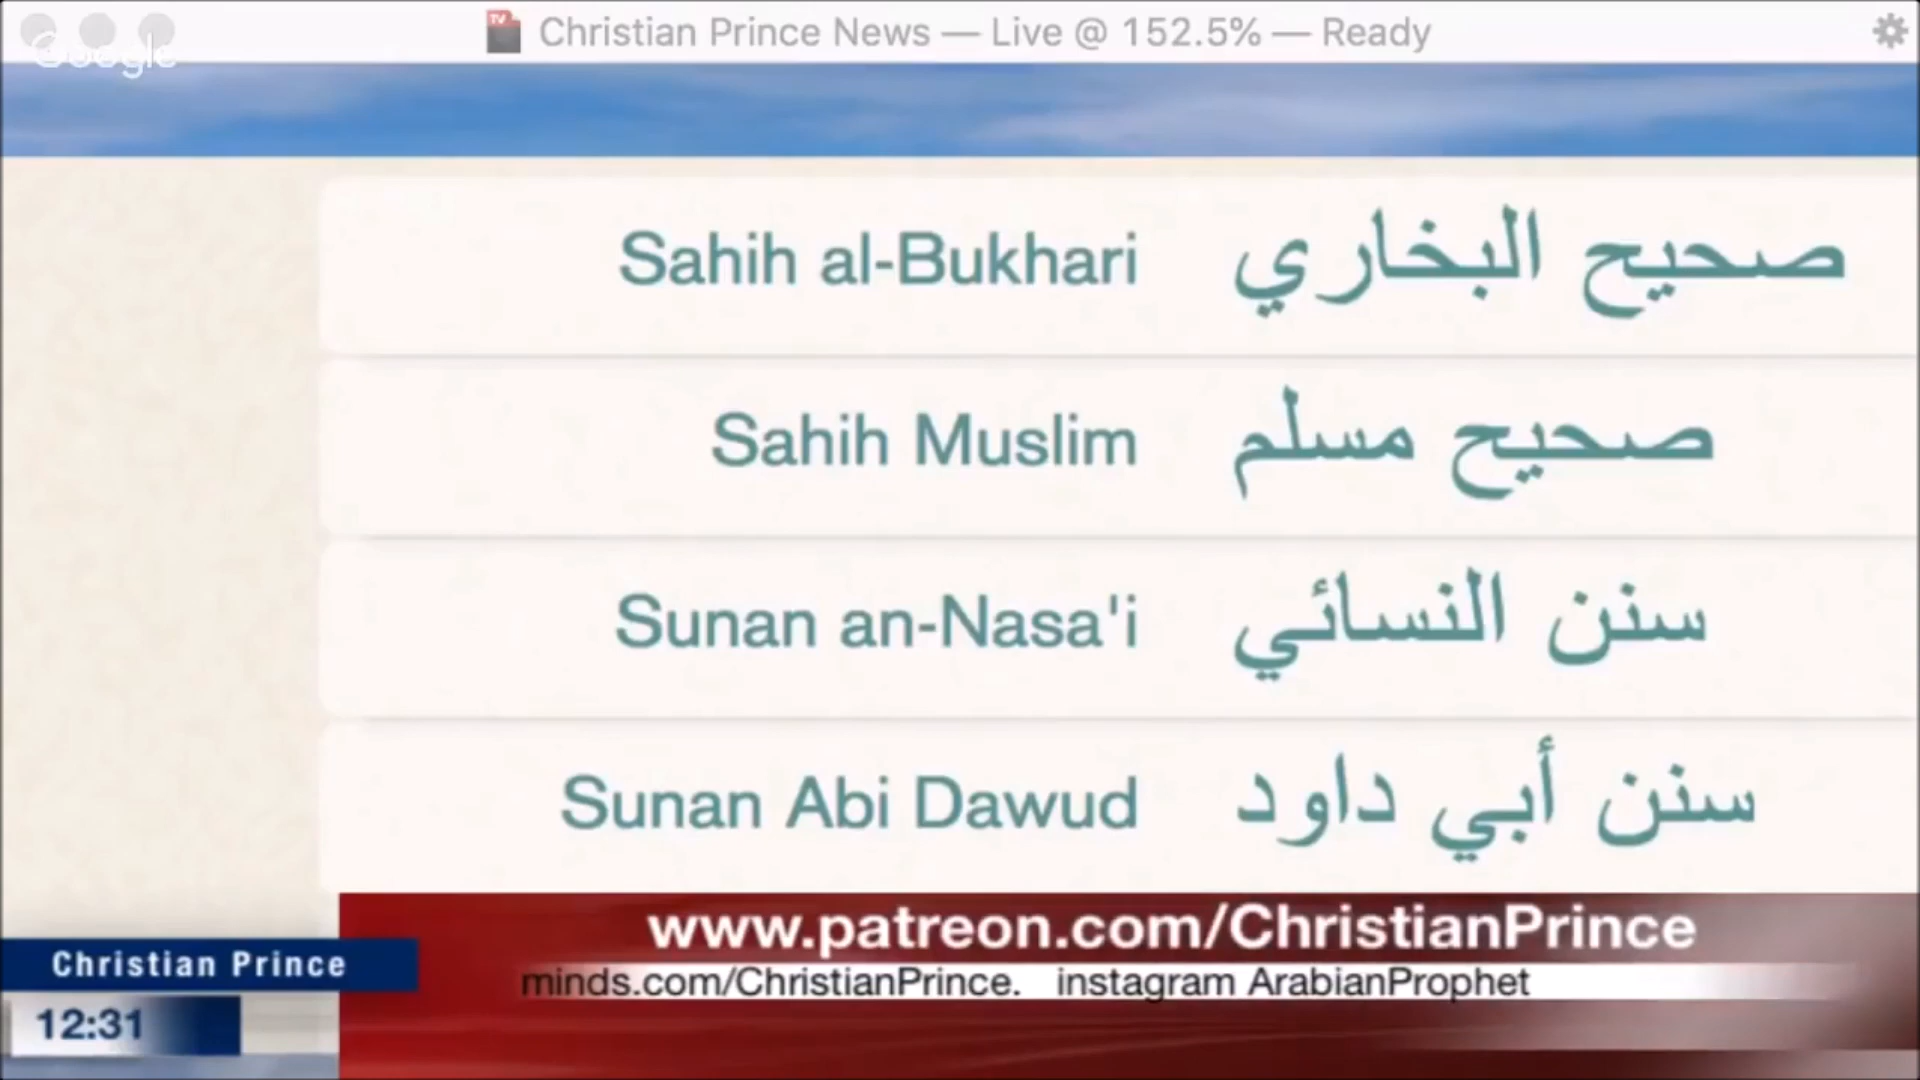 TV Christian Prince News — Live @ 152.5% — Ready
Google
Sahih al-Bukhari صحيح البخاري
Sahih Muslim صحيح مسلم
Sunan an-Nasa'i سنن النسائي
Sunan Abi Dawud سنن أبي داود
www.patreon.com/ChristianPrince
minds.com/ChristianPrince. instagram ArabianProphet
Christian Prince
12:31